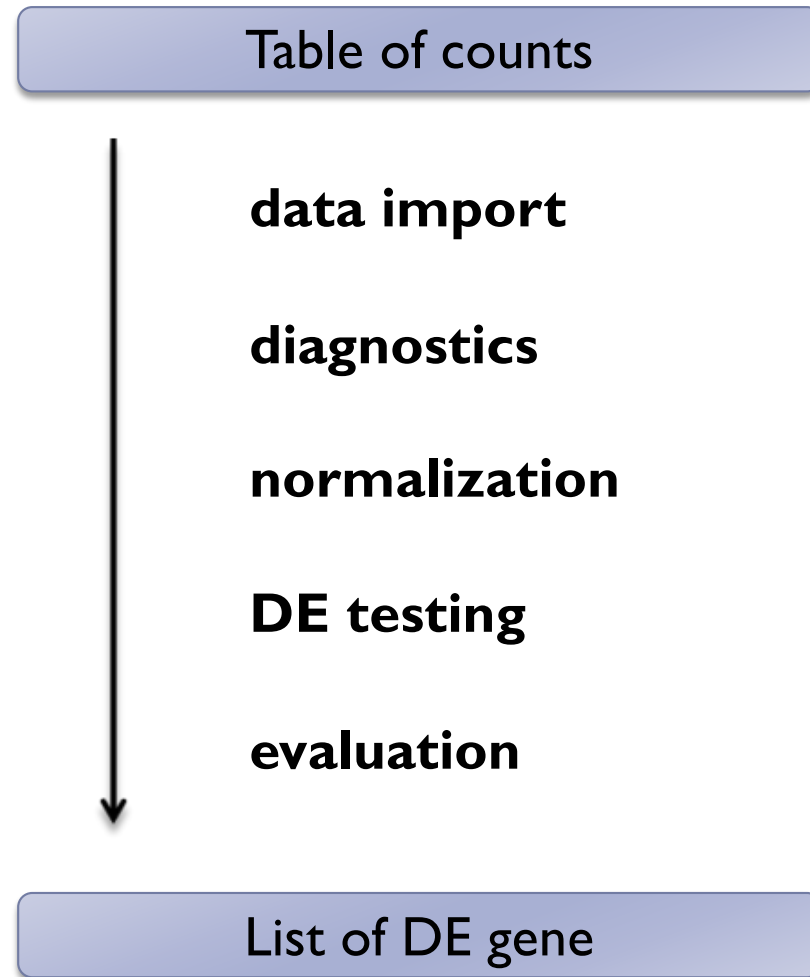 Table of counts
data import
diagnostics
normalization
DE testing
evaluation
List of DE gene